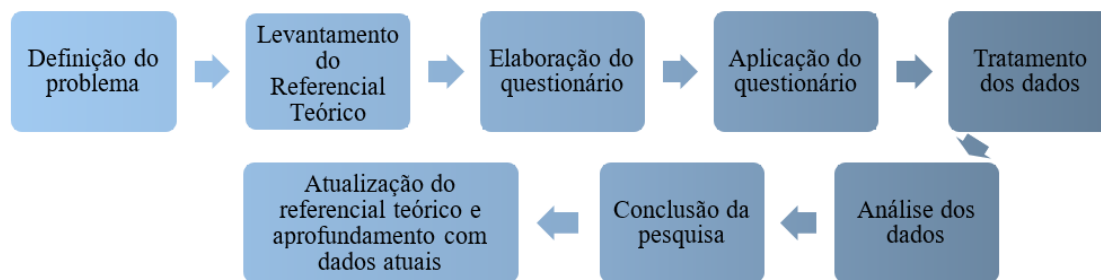 Definição do
problema
Levantamento
do
Referencial
Teórico
Elaboração do
questionário
Aplicação do
questionário
Tratamento
dos dados
Análise dos
dados
Conclusão da
pesquisa
Atualização do
referencial teórico e
aprofundamento com
dados atuais